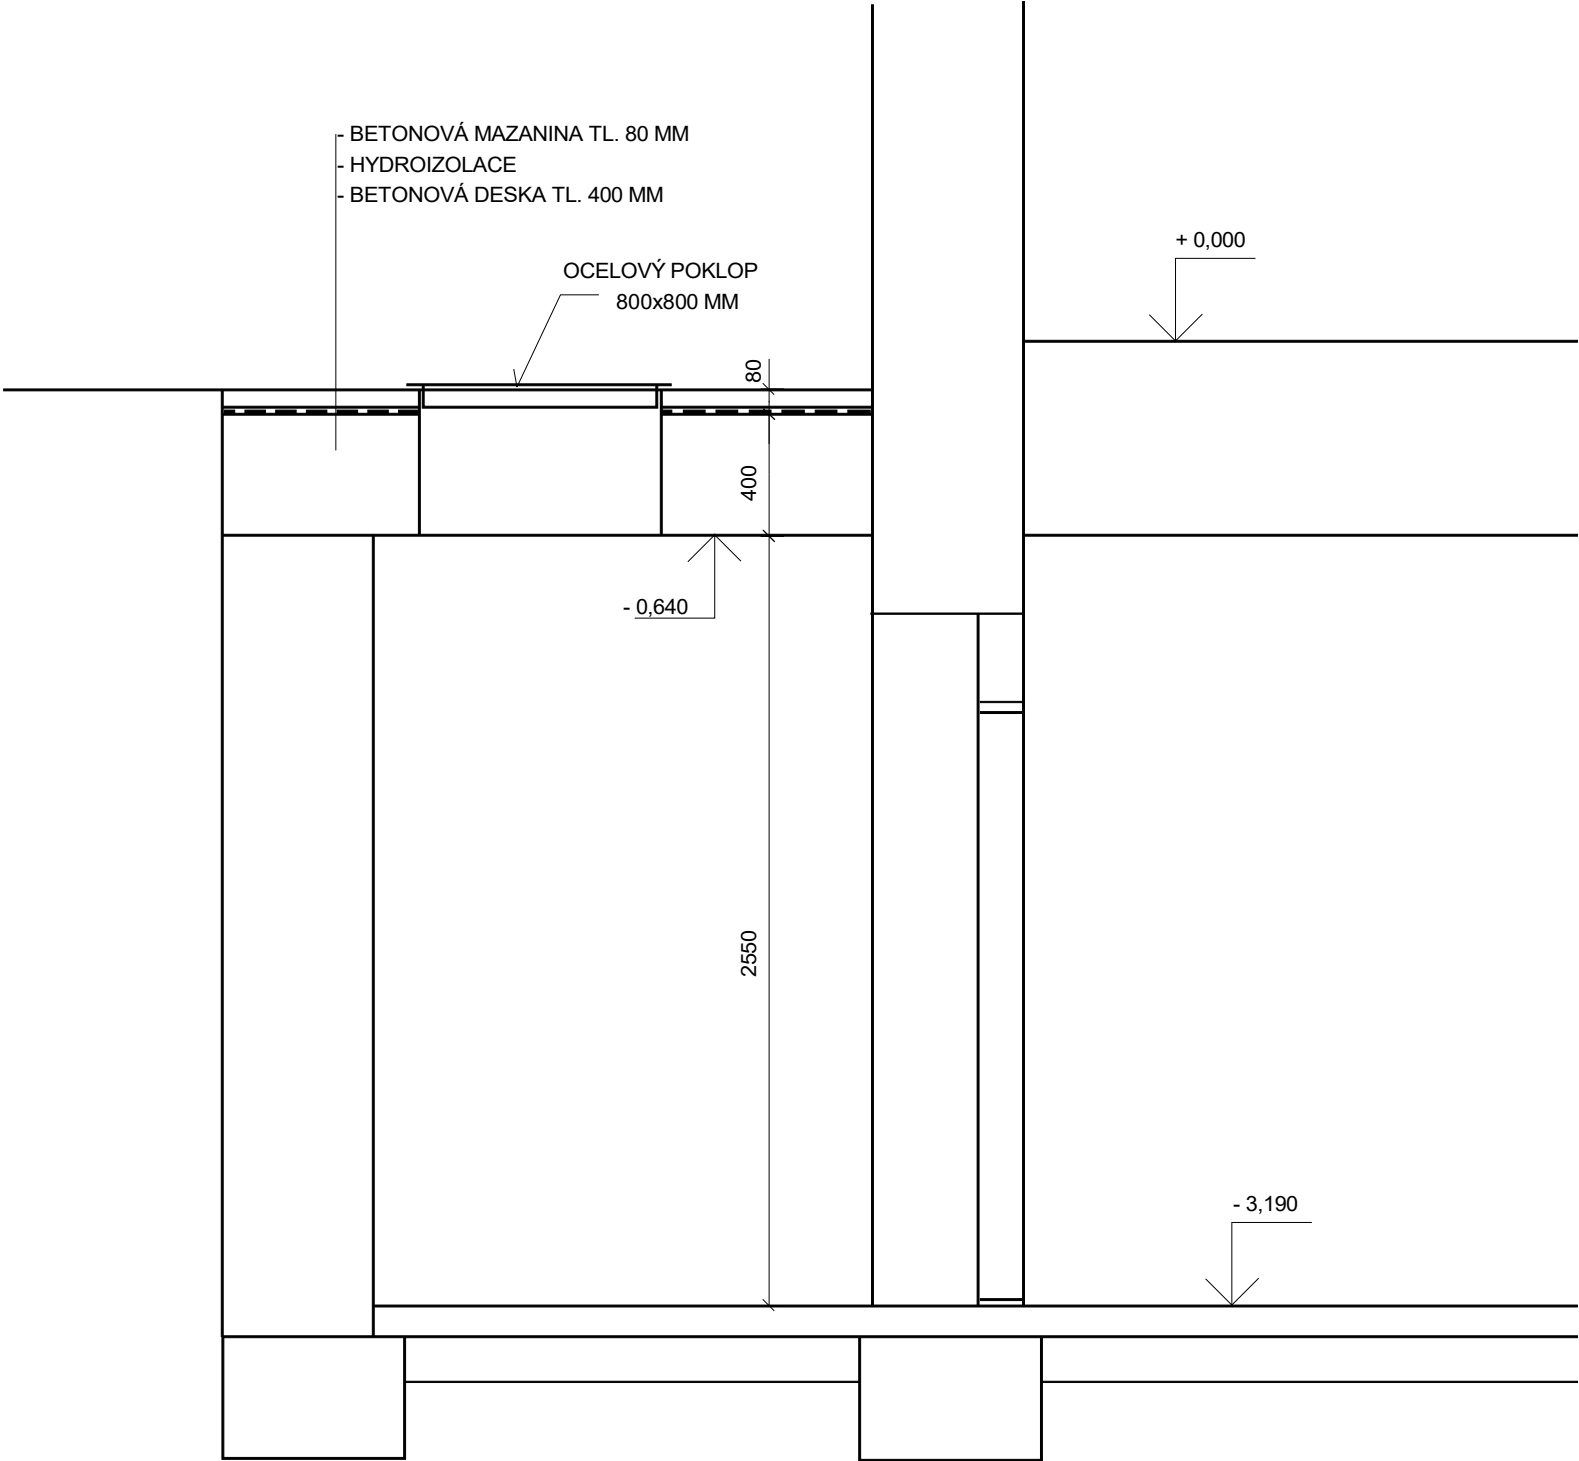 - BETONOVÁ MAZANINA TL. 80 MM
- HYDROIZOLACE
- BETONOVÁ DESKA TL. 400 MM
+ 0,000
OCELOVÝ POKLOP
800x800 MM
80
400
- 0,640
2550
- 3,190